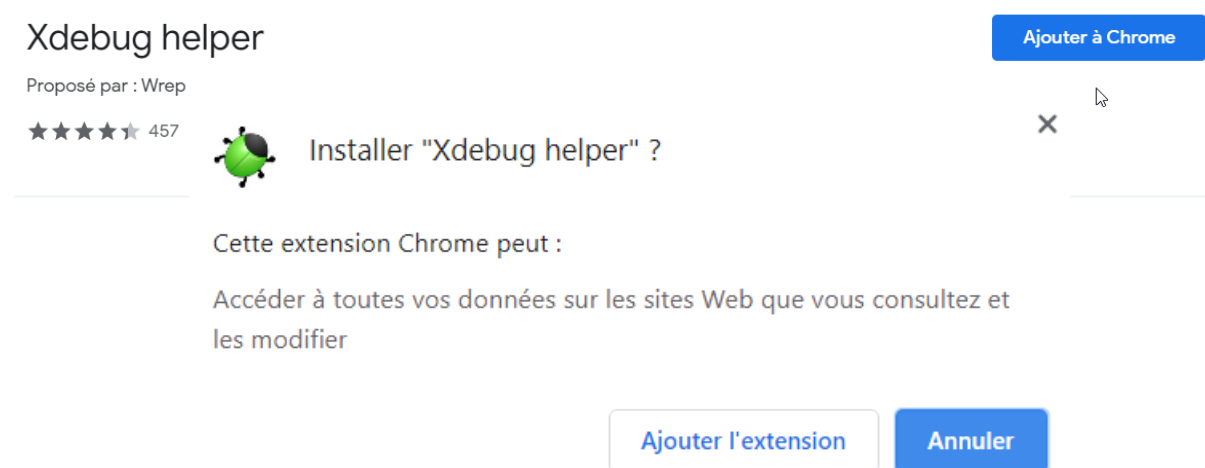 Xdebug helper
Ajouter à Chrome
Proposé par : Wrep
457
Installer "Xdebug helper" ?
Cette extension Chrome peut :
Accéder à toutes vos données sur les sites Web que vous consultez et
les modifier
Ajouter l'extension
Annuler